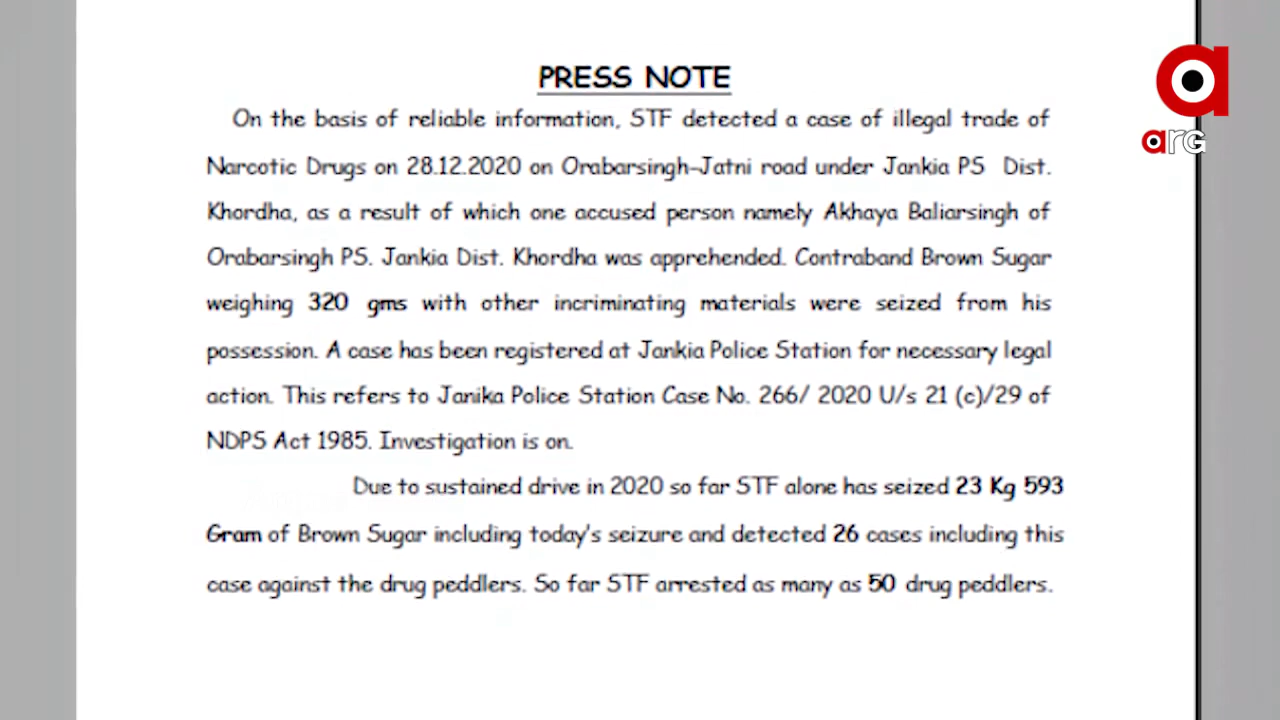 PRESS NOTE
On the basis of reliable information, STF detected a case of illegal trade of
Narcotic Drugs on 28.12.2020 on Orabarsingh-Jatni road under Jankia PS Dist.
Khordha, as a result of which one accused person namely Akhaya Baliarsingh of
Orabarsingh PS. Jankia Dist. Khordha was apprehended. Contraband Brown Sugar
weighing 320 gms with other incriminating materials were seized from his
possession. A case has been registered at Jankia Police Station for necessary legal
action. This refers to Janika Police Station Case No. 266/ 2020 U/s 21 (c)/29 of
NDPS Act 1985. Investigation is on.
Due to sustained drive in 2020 so far STF alone has seized 23 Kg 593
Gram of Brown Sugar including today's seizure and detected 26 cases including this
case against the drug peddlers. So far STF arrested as many as 50 drug peddlers.
a
arG